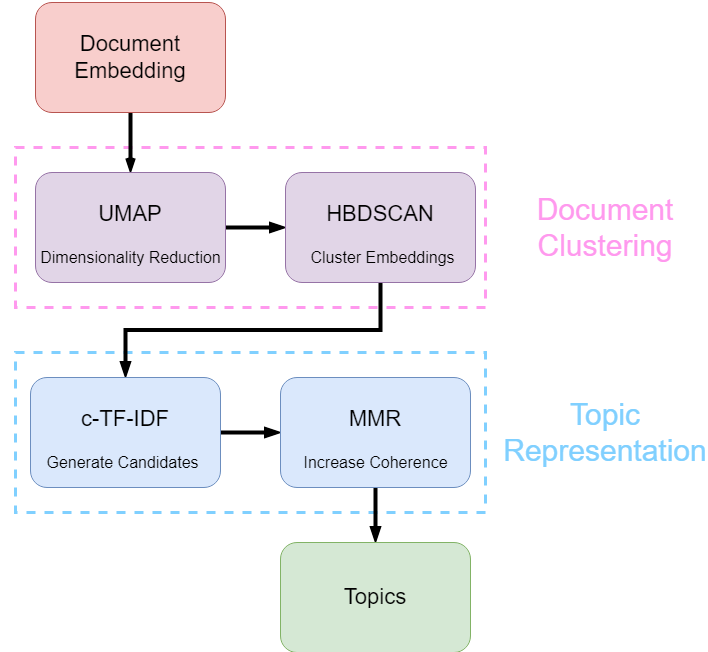 Document
Embedding
UMAP
Dimensionality Reduction
HBDSCAN
Cluster Embeddings
Document
Clustering
c-TF-IDF
Generate Candidates
MMR
Increase Coherence
Topic
Representation
Topics